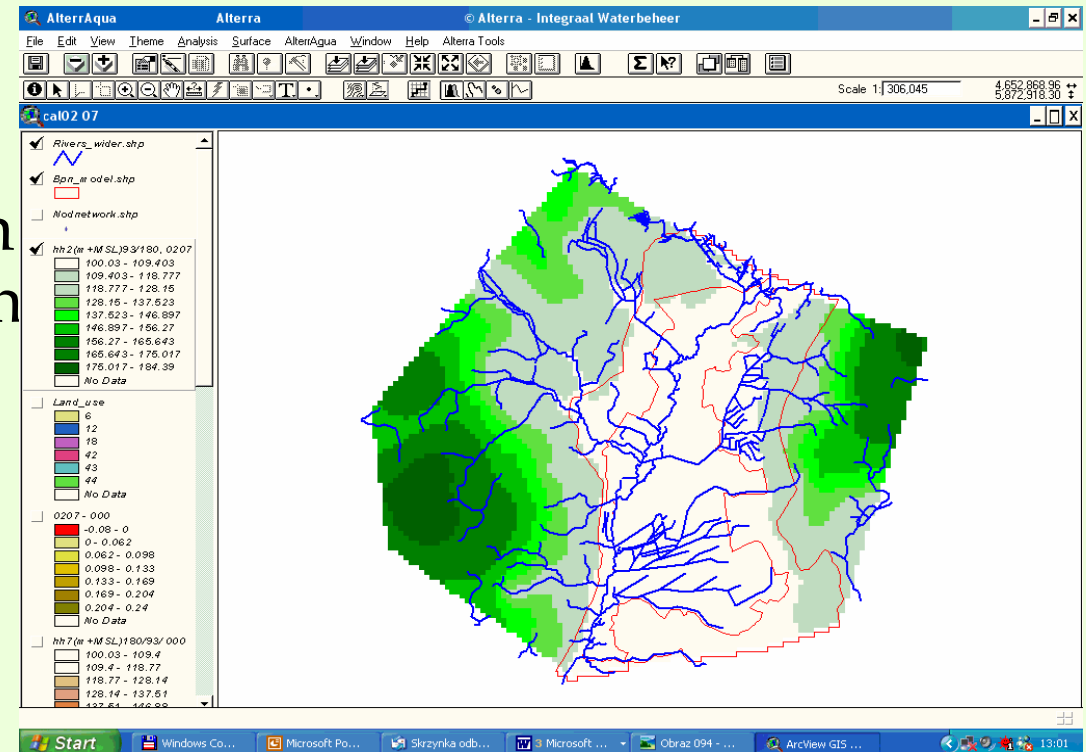 AlterrAqua Alterra © Alterra - Integraal Waterbeheer
File Edit View Theme Analysis Surface AlterrAgua Window Help Alterra Tools
Scale 1: 306,045 4,652,868.96
5,872,918.30
cal02 07
Rivers_wider.shp
Bpn_model.shp
Nodnetwork.shp
hh2(m+MSL)93/180, 0207
100.03 - 109.403
109.403 - 118.777
118.777 - 128.15
128.15 - 137.523
137.523 - 146.897
146.897 - 156.27
156.27 - 165.643
165.643 - 175.017
175.017 - 184.39
No Data
Land_use
6
12
18
42
43
44
No Data
0207 - 000
-0.08 - 0
0 - 0.062
0.062 - 0.098
0.098 - 0.133
0.133 - 0.169
0.169 - 0.204
0.204 - 0.24
No Data
hh7(m+MSL)180/93/000
100.03 - 109.4
109.4 - 118.77
118.77 - 128.14
128.14 - 137.51
137.51 - 146.88
Start Windows Co... Microsoft Po... Skrzynka odb... 3 Microsoft ... Obraz 094 - ... ArcView GIS ... 13:01